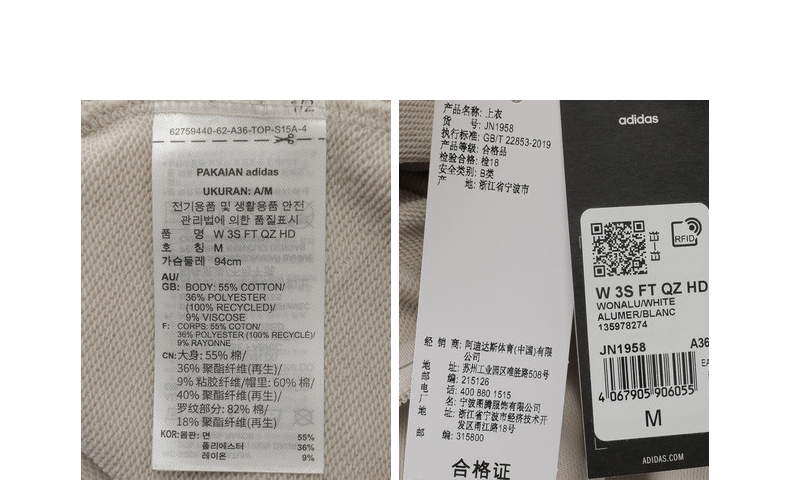 62759440-62-A36-TOP-S15A-4
PAKAIAN adidas
UKURAN: A/M
전기용품 및 생활용품 안전
관리법에 의한 품질표시
품 명 W 3S FT QZ HD
호 칭 M
가슴둘레 94cm
AU/
GB: BODY: 55% COTTON/
36% POLYESTER
(100% RECYCLED)/
9% VISCOSE
F: CORPS: 55% COTON/
36% POLYESTER (100% RECYCLÉ)/
9% RAYONNE
CN:大身: 55% 棉/
36% 聚酯纤维(再生)/
9% 粘胶纤维/帽里: 60% 棉/
40% 聚酯纤维(再生)/
罗纹部分: 82% 棉/
18% 聚酯纤维(再生)
KOR:몸판: 면 55%
폴리에스터 36%
레이온 9%
产品名称: 上衣
货 号: JN1958
执行标准: GB/T 22853-2019
产品等级: 合格品
检验合格: 检18
安全类别: B类
产 地: 浙江省宁波市
经 销 商: 阿迪达斯体育(中国)有限
公司
地 址: 苏州工业园区唯胜路508号
邮 编: 215126
电 话: 400 880 1515
厂 名: 宁波甬腾服饰有限公司
地 址: 浙江省宁波市经济技术开
发区甬江路18号
邮 编: 315800
合格证
adidas
RFID
W 3S FT QZ HD
WONALU/WHITE
ALUMER/BLANC
135978274
JN1958 A36
EA
4 067905 906055
M
ADIDAS.COM